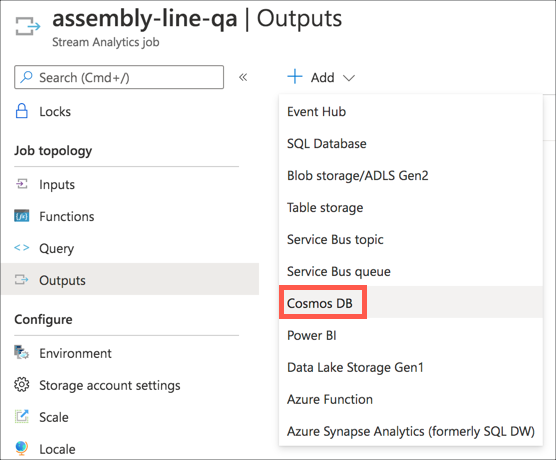 assembly-line-qa | Outputs
Stream Analytics job
Search (Cmd+/)
«
Locks
Job topology
Inputs
Functions
Query
Outputs
Configure
Environment
Storage account settings
Scale
Locale
+ Add
Event Hub
SQL Database
Blob storage/ADLS Gen2
Table storage
Service Bus topic
Service Bus queue
Cosmos DB
Power BI
Data Lake Storage Gen1
Azure Function
Azure Synapse Analytics (formerly SQL DW)